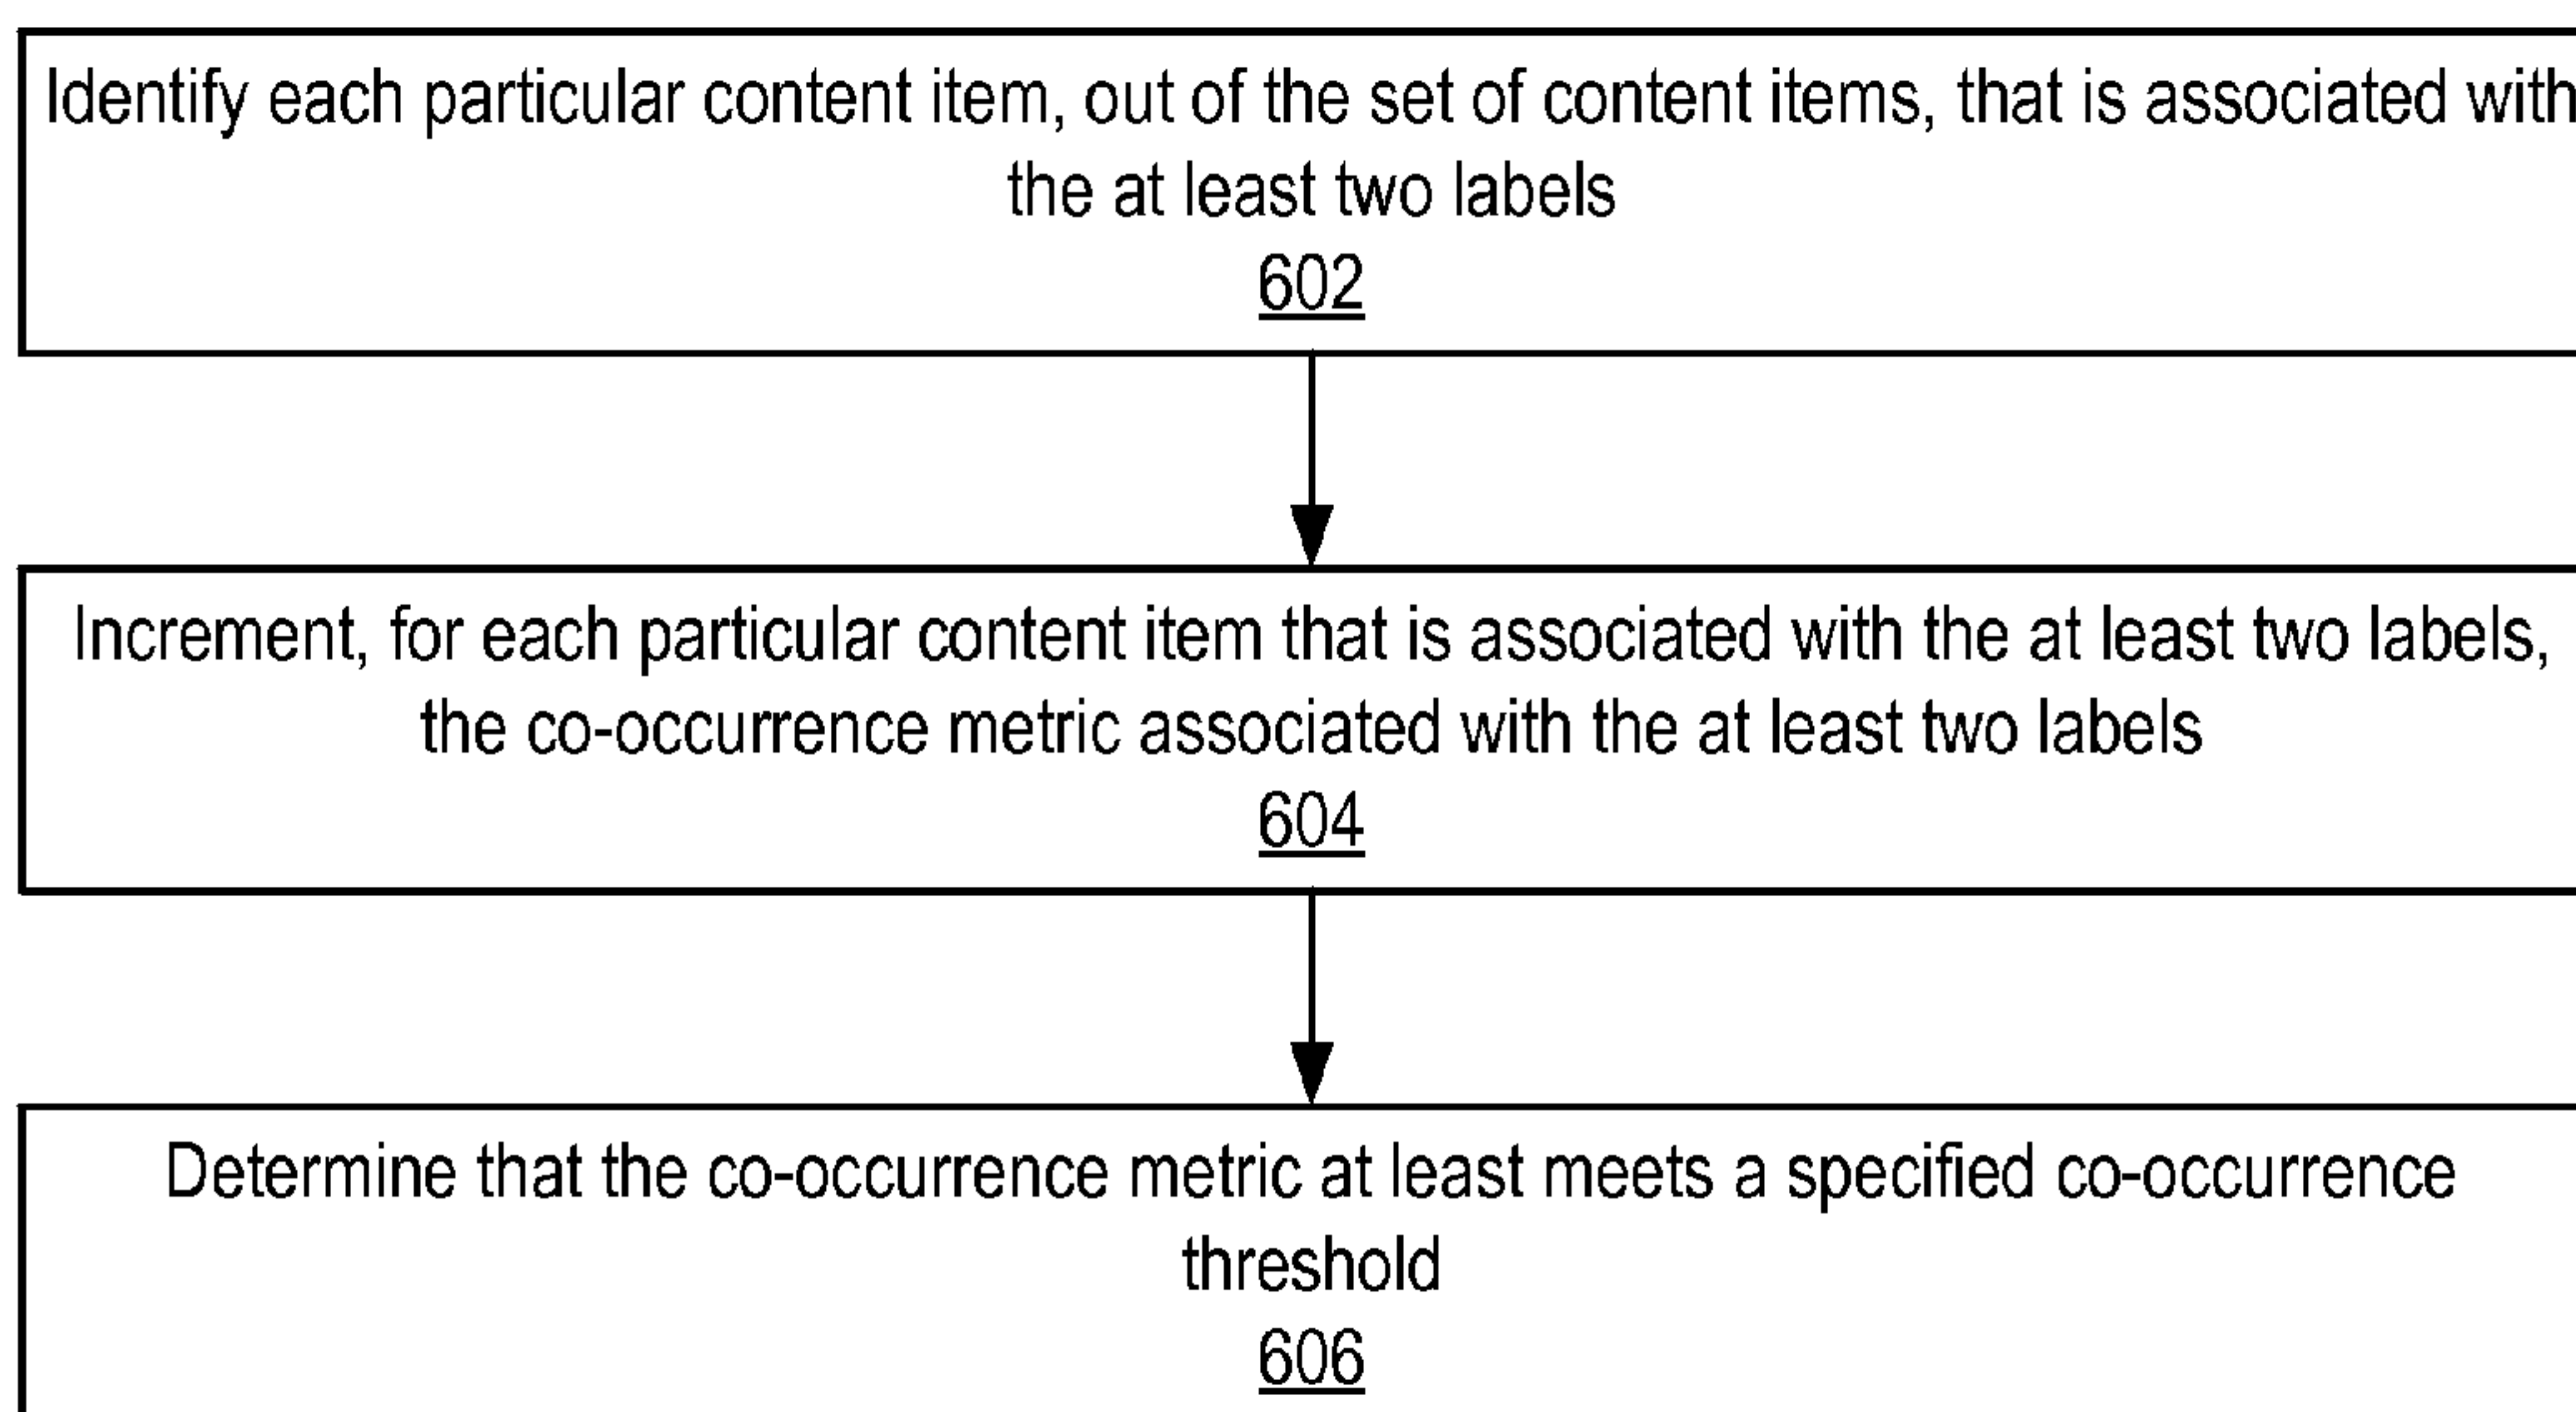 Identify each particular content item, out of the set of content items, that is associated with
the at least two labels
602
Increment, for each particular content item that is associated with the at least two labels,
the co-occurrence metric associated with the at least two labels
604
Determine that the co-occurrence metric at least meets a specified co-occurrence
threshold
606